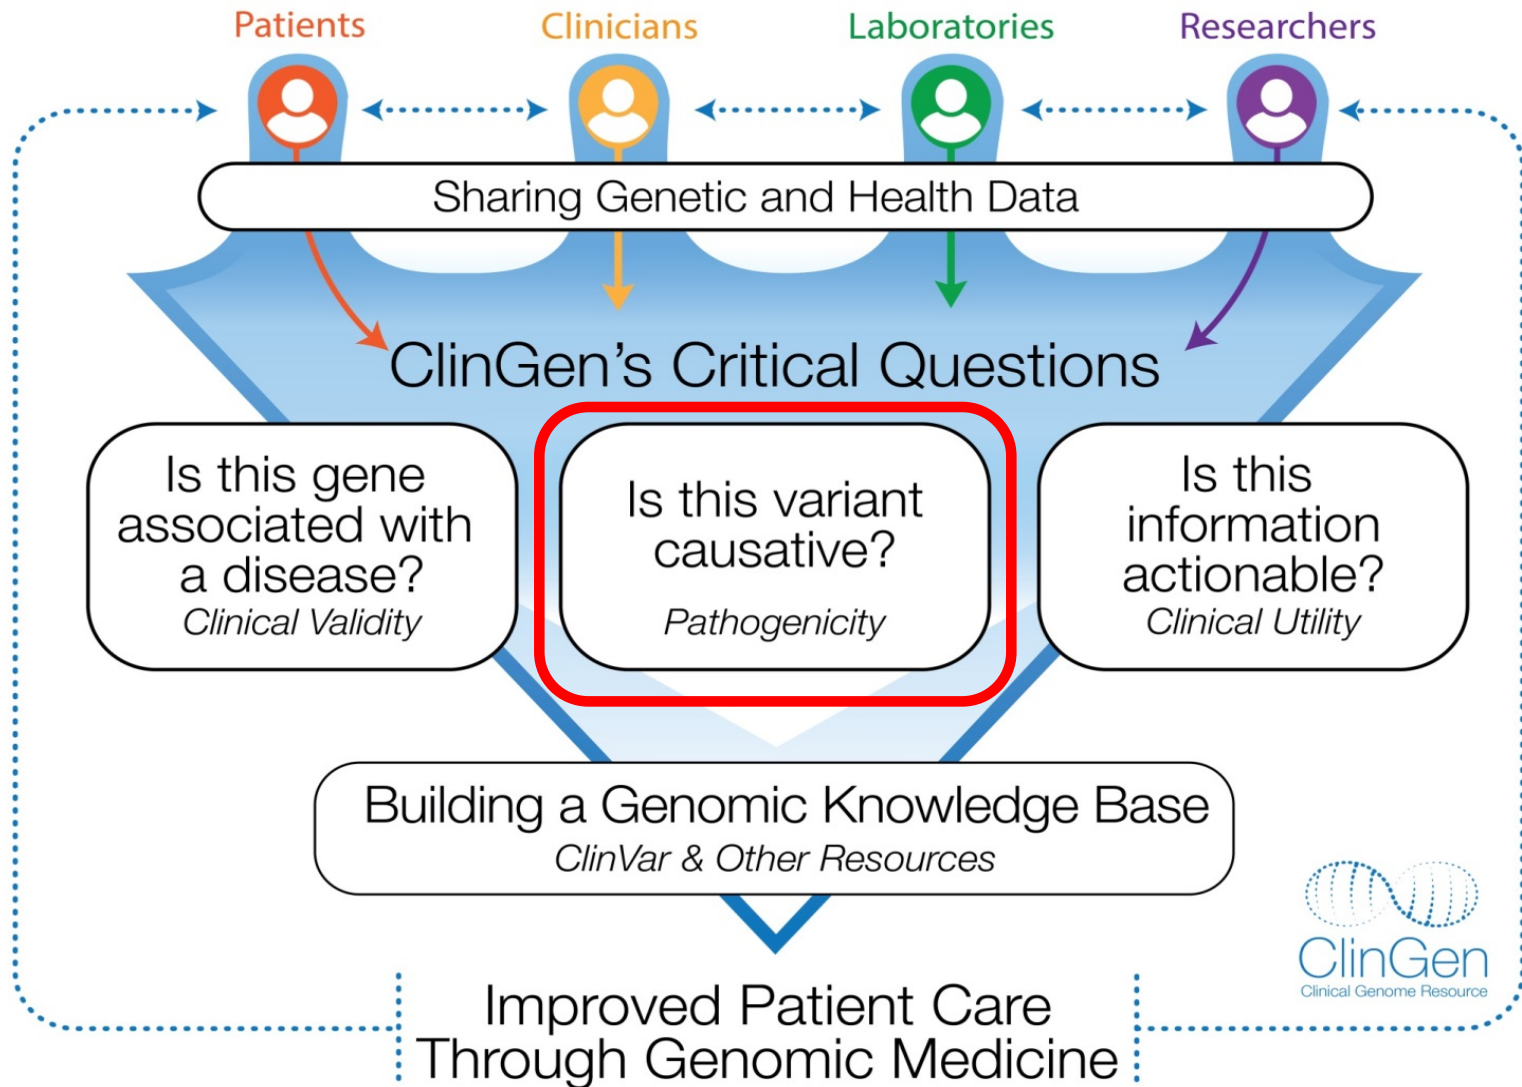 Patients
Clinicians
Laboratories
Researchers
Sharing Genetic and Health Data
ClinGen’s Critical Questions
Is this gene
associated with
a disease?
Clinical Validity
Is this variant
causative?
Pathogenicity
Is this
information
actionable?
Clinical Utility
Building a Genomic Knowledge Base
ClinVar & Other Resources
ClinGen
Clinical Genome Resource
Improved Patient Care
Through Genomic Medicine